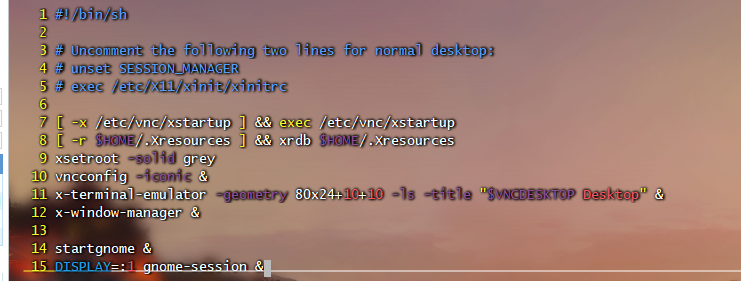 1 #!/bin/sh
2
3 # Uncomment the following two lines for normal desktop:
4 # unset SESSION_MANAGER
5 # exec /etc/X11/xinit/xinitrc
6
7 [ -x /etc/vnc/xstartup ] && exec /etc/vnc/xstartup
8 [ -r $HOME/.Xresources ] && xrdb $HOME/.Xresources
9 xsetroot -solid grey
10 vncconfig -iconic &
11 x-terminal-emulator -geometry 80x24+10+10 -ls -title "$VNCDESKTOP Desktop" &
12 x-window-manager &
13
14 startgnome &
15 DISPLAY=:1 gnome-session &